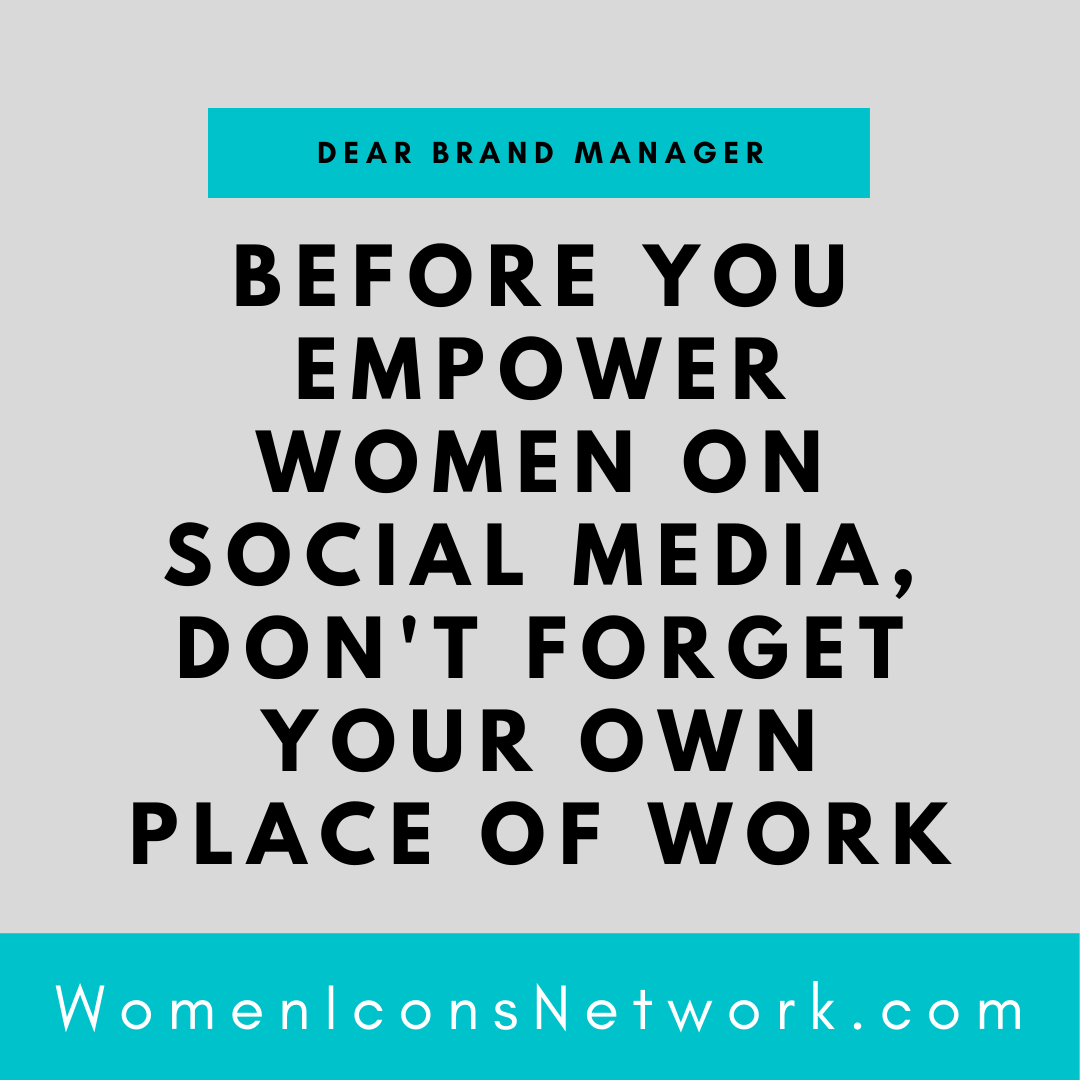 DEAR BRAND MANAGER
BEFORE YOU
EMPOWER
WOMEN ON
SOCIAL MEDIA,
DON'T FORGET
YOUR OWN
PLACE OF WORK
WomenIconsNetwork.com